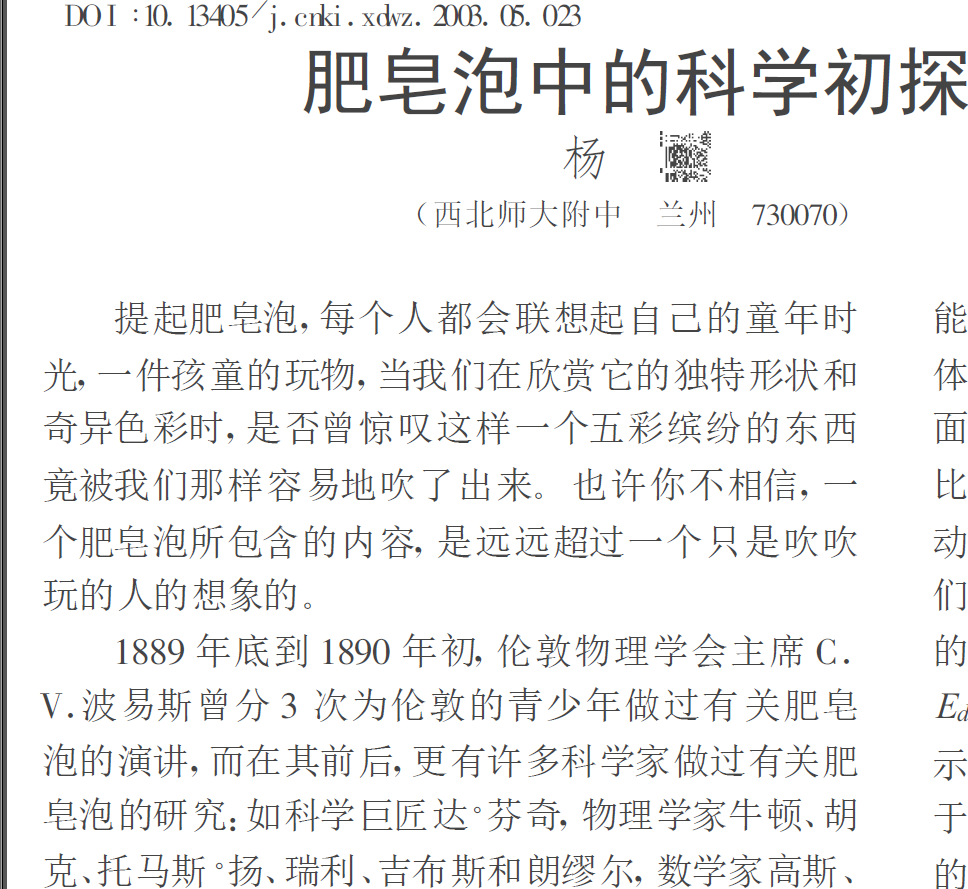 DOI:10.13405/j.cnki.xdwz.2003.05.023
肥皂泡中的科学初探
杨
(西北师大附中 兰州 730070)
提起肥皂泡,每个人都会联想起自己的童年时
光,一件孩童的玩物,当我们在欣赏它的独特形状和
奇异色彩时,是否曾惊叹这样一个五彩缤纷的东西
竟被我们那样容易地吹了出来。也许你不相信,一
个肥皂泡所包含的内容,是远远超过一个只是吹吹
玩的人的想象的。
1889 年底到 1890 年初,伦敦物理学会主席 C.
V.波易斯曾分 3 次为伦敦的青少年做过有关肥皂
泡的演讲,而在其前后,更有许多科学家做过有关肥
皂泡的研究:如科学巨匠达°芬奇,物理学家牛顿、胡
克、托马斯°扬、瑞利、吉布斯和朗缪尔,数学家高斯、
能
体
面
比
动
们
的
Ed
示
于
的